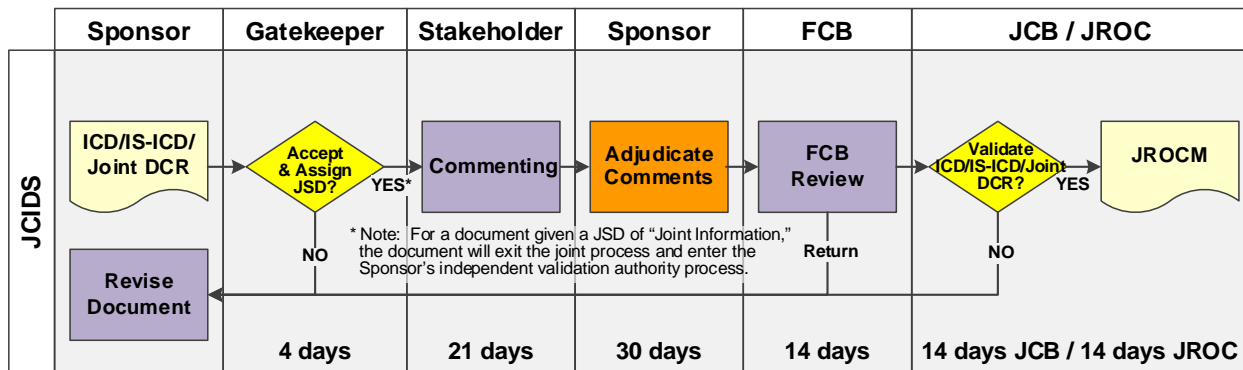 Sponsor
Gatekeeper
Stakeholder
Sponsor
FCB
JCB / JROC
JCIDS
ICD/IS-ICD/
Joint DCR
Accept
& Assign
JSD?
YES*
Commenting
Adjudicate
Comments
FCB
Review
Validate
ICD/IS-ICD/Joint
DCR?
YES
JROCM
NO
* Note:  For a document given a JSD of “Joint Information,”
the document will exit the joint process and enter the
Sponsor’s independent validation authority process.
Return
NO
Revise
Document
4 days
21 days
30 days
14 days
14 days JCB / 14 days JROC